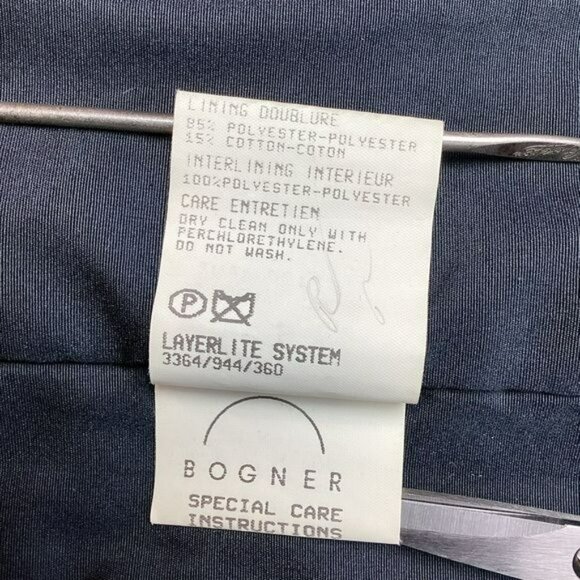 LINING DOUBLURE
85% POLYESTER-POLYESTER
15% COTTON-COTON
INTERLINING INTERIEUR
100%POLYESTER-POLYESTER
CARE ENTRETIEN
DRY CLEAN ONLY WITH
PERCHLORETHYLENE.
DO NOT WASH.
P
LAYERLITE SYSTEM
3364/944/360
BOGNER
SPECIAL CARE
INSTRUCTIONS